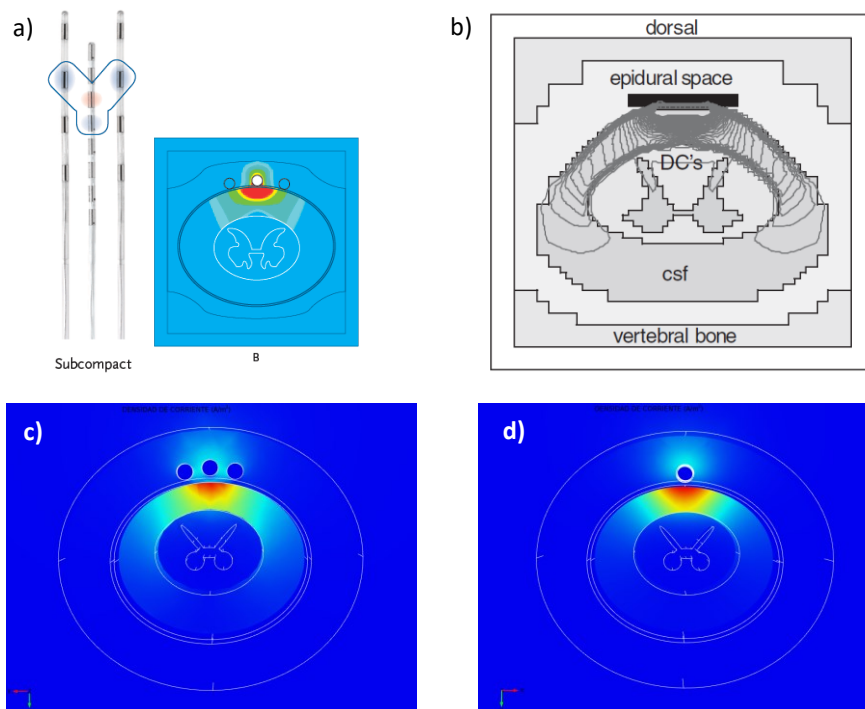 a)
Subcompact
B
b)
dorsal
epidural space
DC's
csf
vertebral bone
c)
DENSIDAD DE CORRIENTE (A/m²)
d)
DENSIDAD DE CORRIENTE (A/m²)